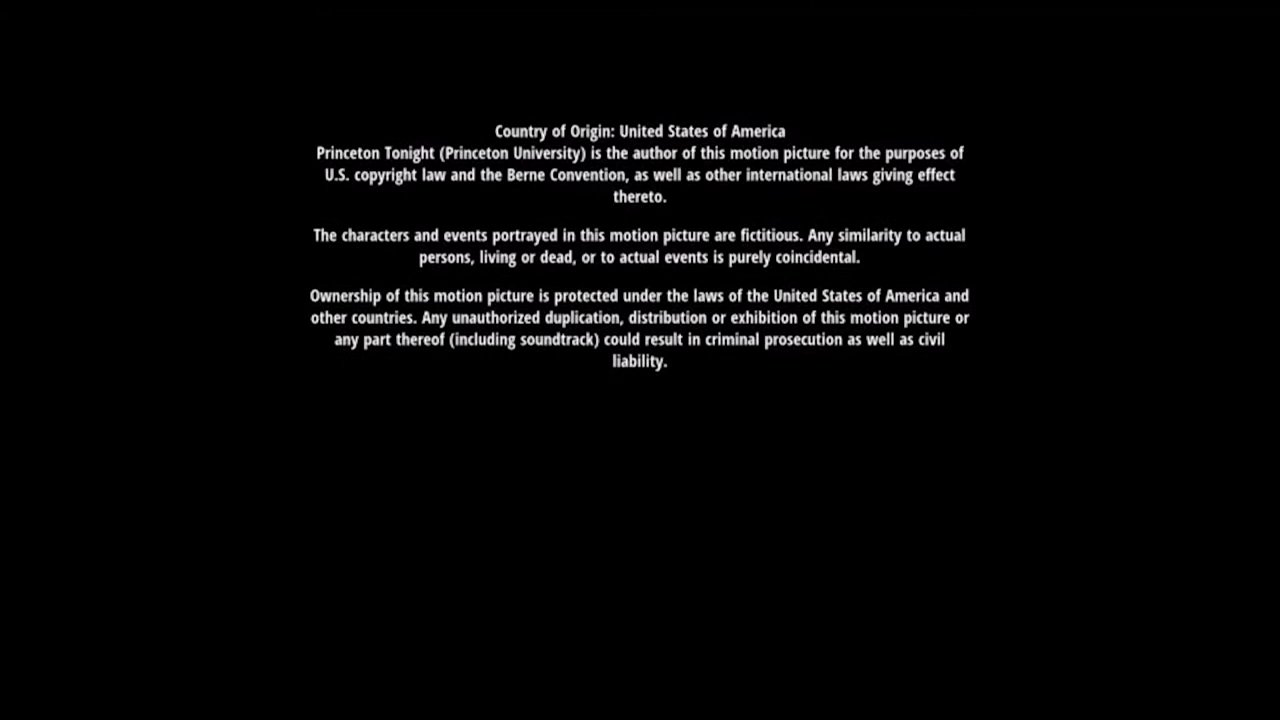 Country of Origin: United States of America
Princeton Tonight (Princeton University) is the author of this motion picture for the purposes of
U.S. copyright law and the Berne Convention, as well as other international laws giving effect
thereto.
The characters and events portrayed in this motion picture are fictitious. Any similarity to actual
persons, living or dead, or to actual events is purely coincidental.
Ownership of this motion picture is protected under the laws of the United States of America and
other countries. Any unauthorized duplication, distribution or exhibition of this motion picture or
any part thereof (including soundtrack) could result in criminal prosecution as well as civil
liability.